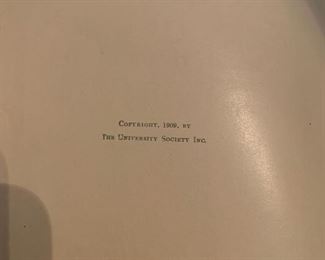 Copyright, 1909, by
The University Society Inc.